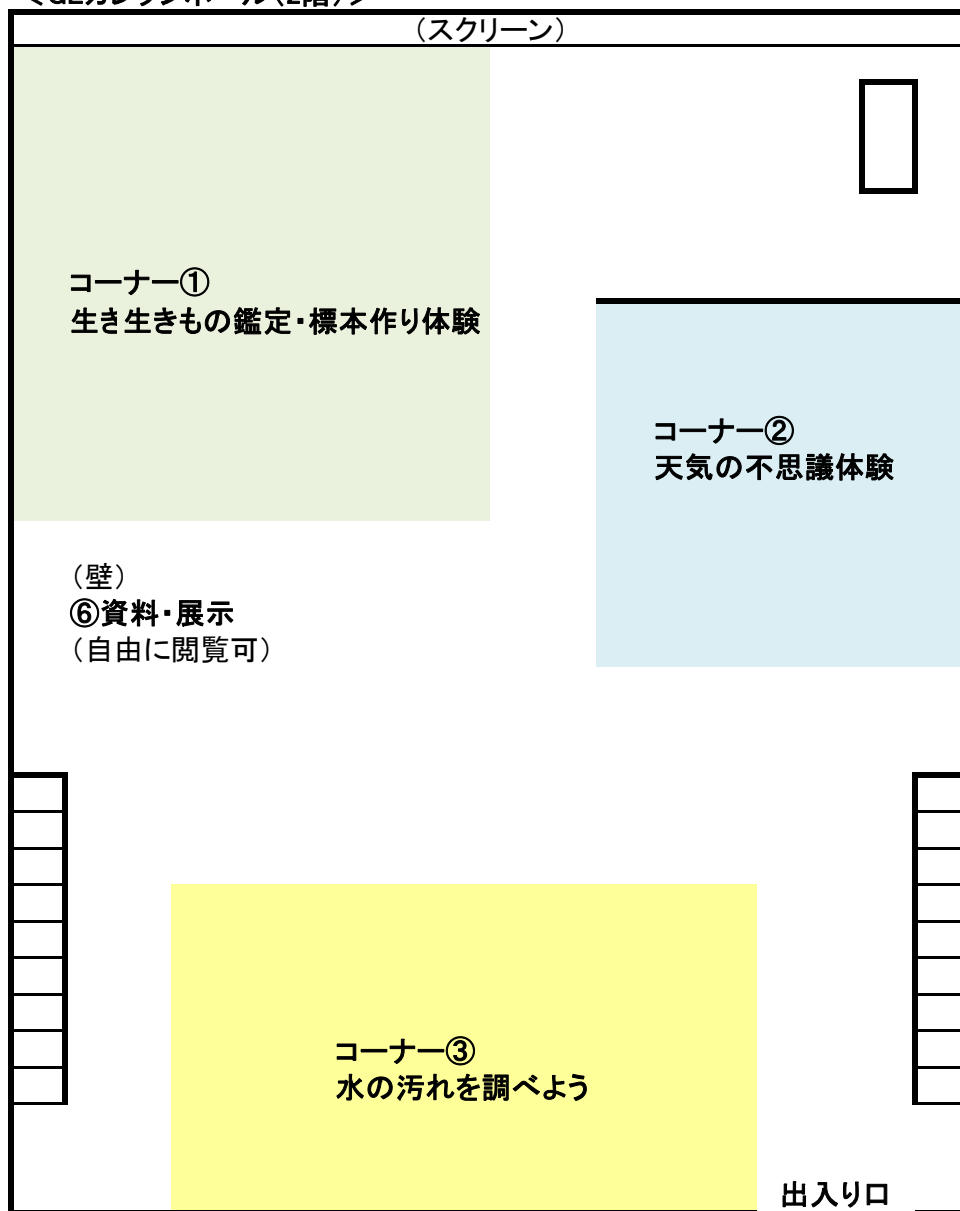 (スクリーン)
コーナー①
生き生きもの鑑定・標本作り体験
コーナー②
天気の不思議体験
(壁)
⑥資料・展示
(自由に閲覧可)
コーナー③
水の汚れを調べよう
出入り口